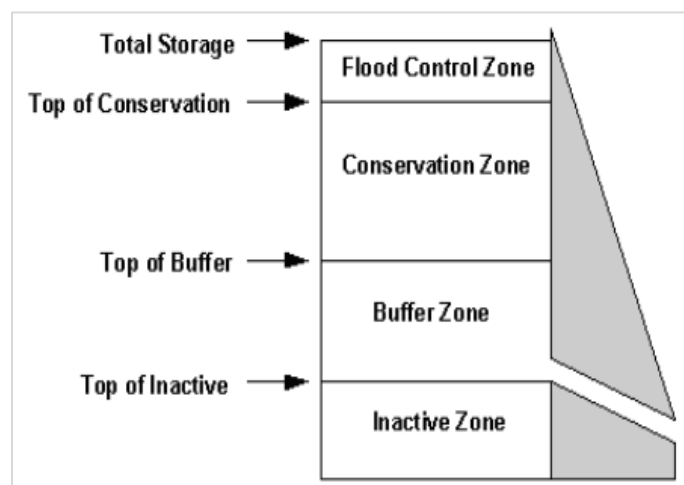 Total Storage
Flood Control Zone
Top of Conservation
Conservation Zone
Top of Buffer
Buffer Zone
Top of Inactive
Inactive Zone